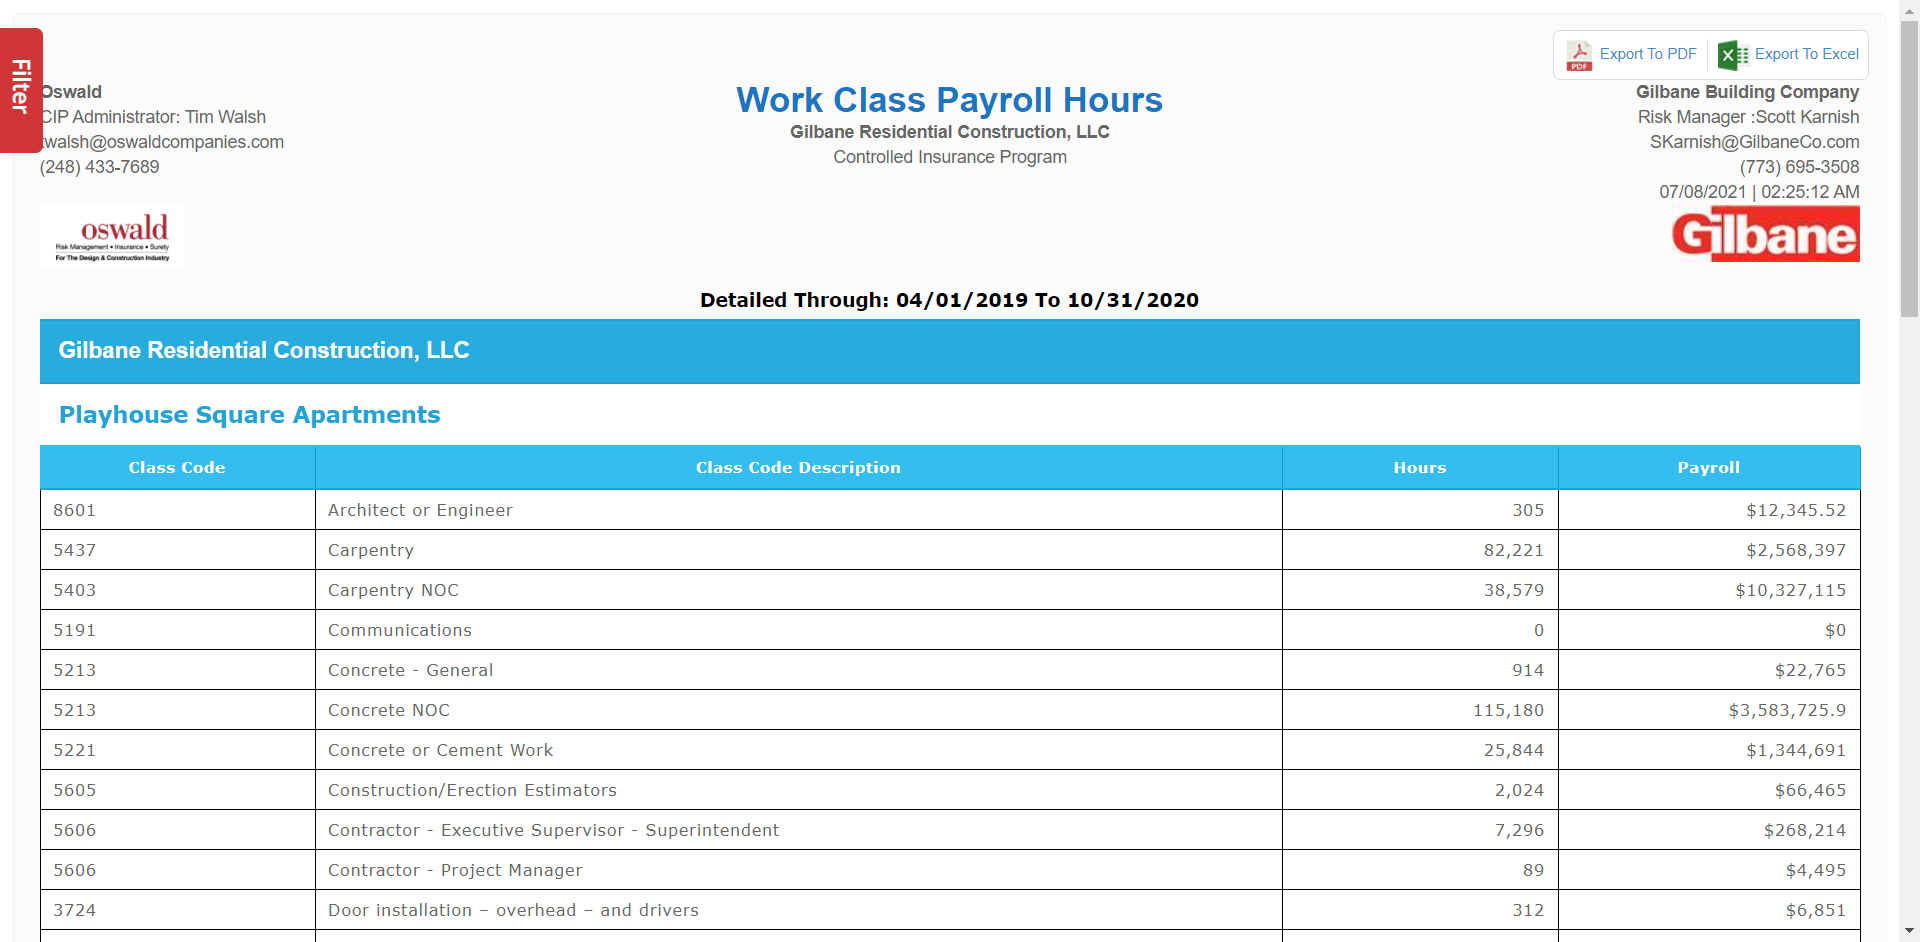 Filter
Export To PDF
Export To Excel
Oswald
CIP Administrator: Tim Walsh
twalsh@oswaldcompanies.com
(248) 433-7689
oswald
Risk Management • Insurance • Surety
For The Design & Construction Industry
Work Class Payroll Hours
Gilbane Residential Construction, LLC
Controlled Insurance Program
Gilbane Building Company
Risk Manager :Scott Karnish
SKarnish@GilbaneCo.com
(773) 695-3508
07/08/2021 | 02:25:12 AM
Gilbane
Detailed Through: 04/01/2019 To 10/31/2020
Gilbane Residential Construction, LLC
Playhouse Square Apartments
Class Code Class Code Description Hours Payroll
8601 Architect or Engineer 305 $12,345.52
5437 Carpentry 82,221 $2,568,397
5403 Carpentry NOC 38,579 $10,327,115
5191 Communications 0 $0
5213 Concrete - General 914 $22,765
5213 Concrete NOC 115,180 $3,583,725.9
5221 Concrete or Cement Work 25,844 $1,344,691
5605 Construction/Erection Estimators 2,024 $66,465
5606 Contractor - Executive Supervisor - Superintendent 7,296 $268,214
5606 Contractor - Project Manager 89 $4,495
3724 Door installation – overhead – and drivers 312 $6,851